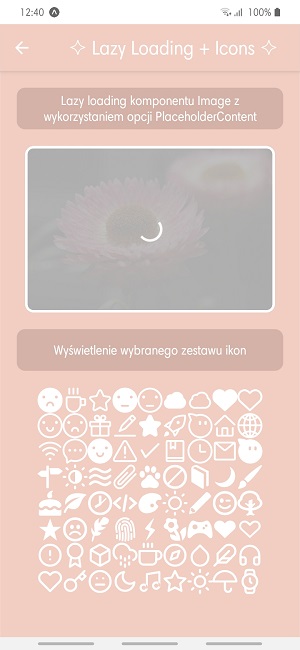 12:40
100%
Lazy Loading + Icons
Lazy loading komponentu Image z
wykorzystaniem opcji PlaceholderContent
Wyświetlenie wybranego zestawu ikon